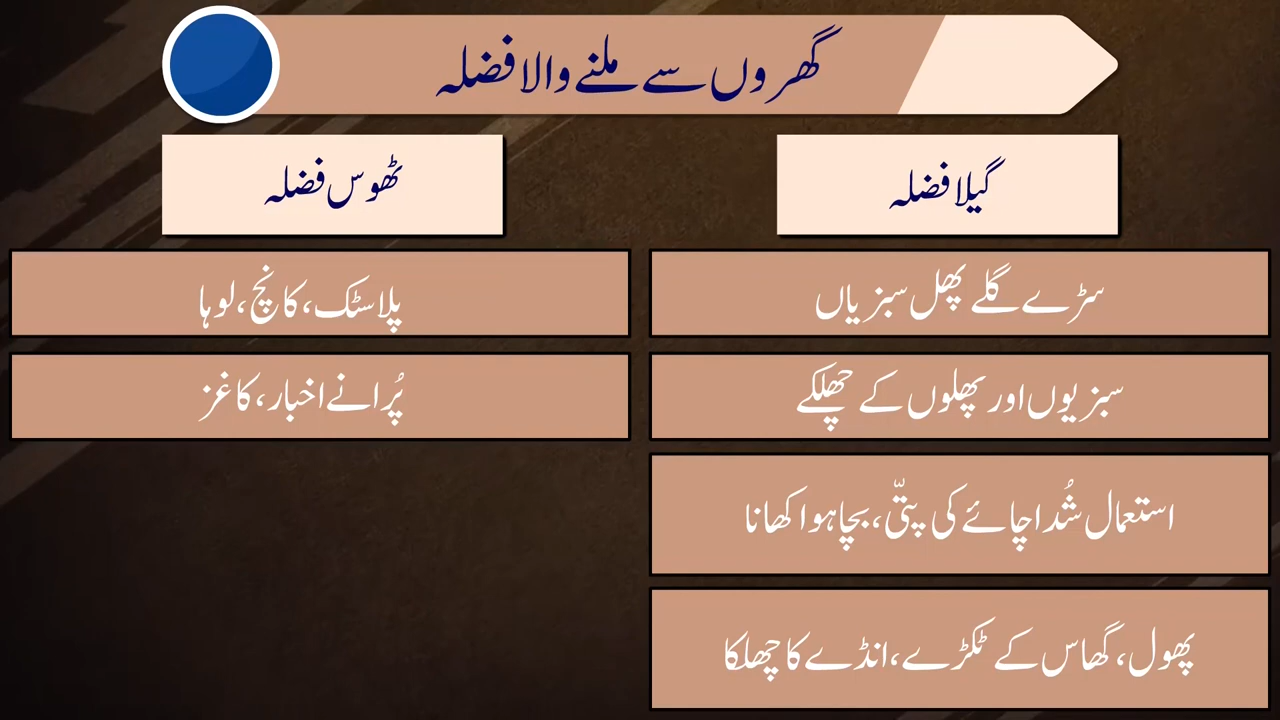 گھروں سے ملنے والا فضلہ
گیلا فضلہ
ٹھوس فضلہ
سڑے گلے پھل سبزیاں
پلاسٹک، کانچ، لوہا
سبزیوں اور پھلوں کے چھلکے
پُرانے اخبار، کاغز
استعمال شُدا چائے کی پتّی، بچا ہوا کھانا
پھول، گھاس کے ٹکڑے، انڈے کا چھلکا